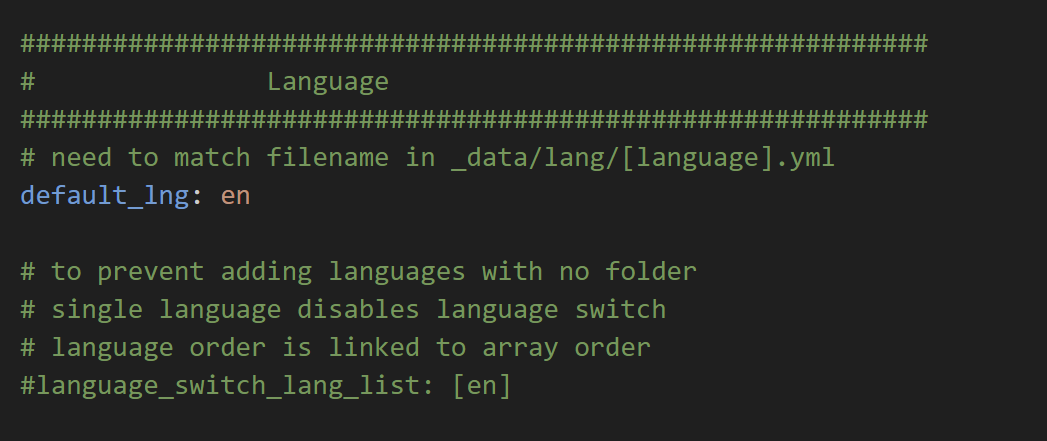 ###########################################################
#               Language
###########################################################
# need to match filename in _data/lang/[language].yml
default_lng: en
# to prevent adding languages with no folder
# single language disables language switch
# language order is linked to array order
#language_switch_lang_list: [en]